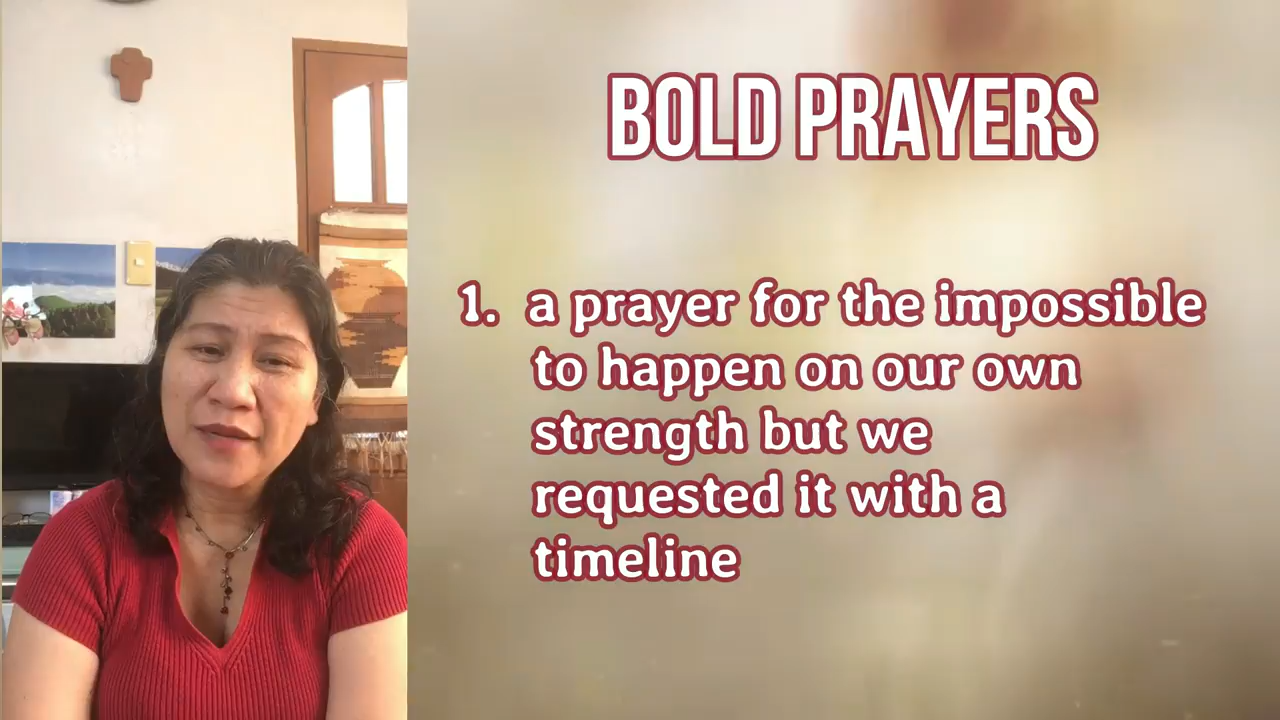 BOLD PRAYERS
1. a prayer for the impossible
to happen on our own
strength but we
requested it with a
timeline